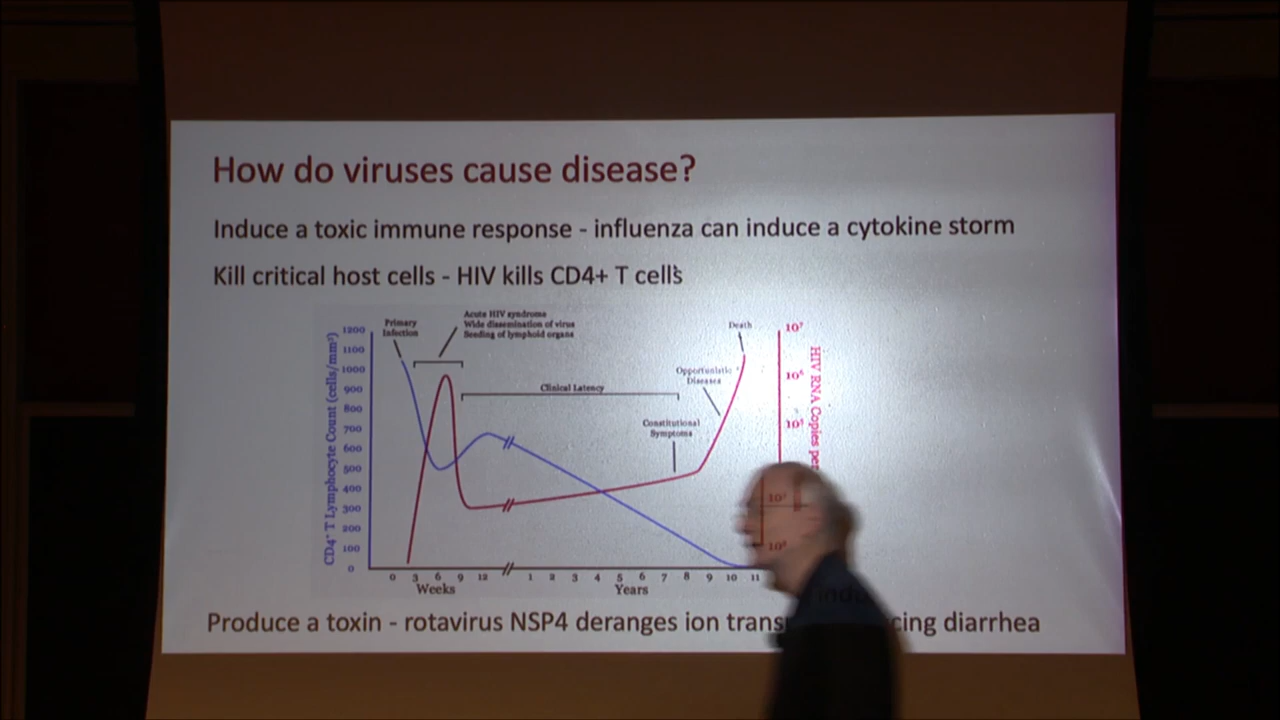 How do viruses cause disease?
Induce a toxic immune response - influenza can induce a cytokine storm
Kill critical host cells - HIV kills CD4+ T cells
Primary
Infection
Acute HIV syndrome
Wide dissemination of virus
Seeding of lymphoid organs
Death
Opportunistic
Diseases
Clinical Latency
Constitutional
Symptoms
CD4+ T Lymphocyte Count (cells/mm³)
1200
1100
1000
900
800
700
600
500
400
300
200
100
0
10⁷
10⁶
10⁵
HIV RNA Copies
0 3 6 9 12 1 2 3 4 5 6 7 8 9 10 11
Weeks Years
Produce a toxin - rotavirus NSP4 deranges ion diarrhea